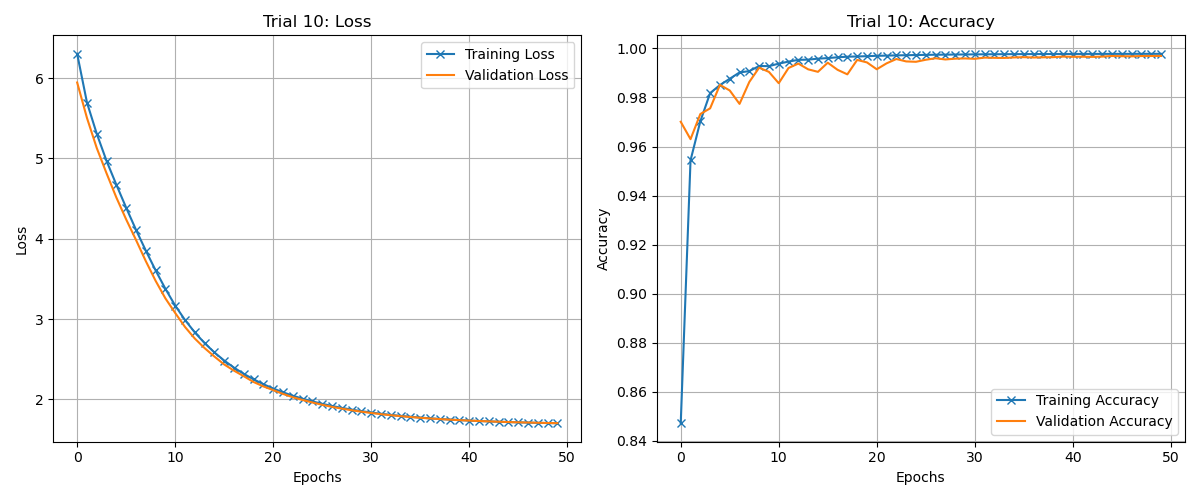 Trial 10: Loss
Training Loss
Validation Loss
6
5
4
3
2
Loss
0
10
20
30
40
50
Epochs
Trial 10: Accuracy
1.00
0.98
0.96
0.94
0.92
0.90
0.88
0.86
0.84
Accuracy
Training Accuracy
Validation Accuracy
0
10
20
30
40
50
Epochs